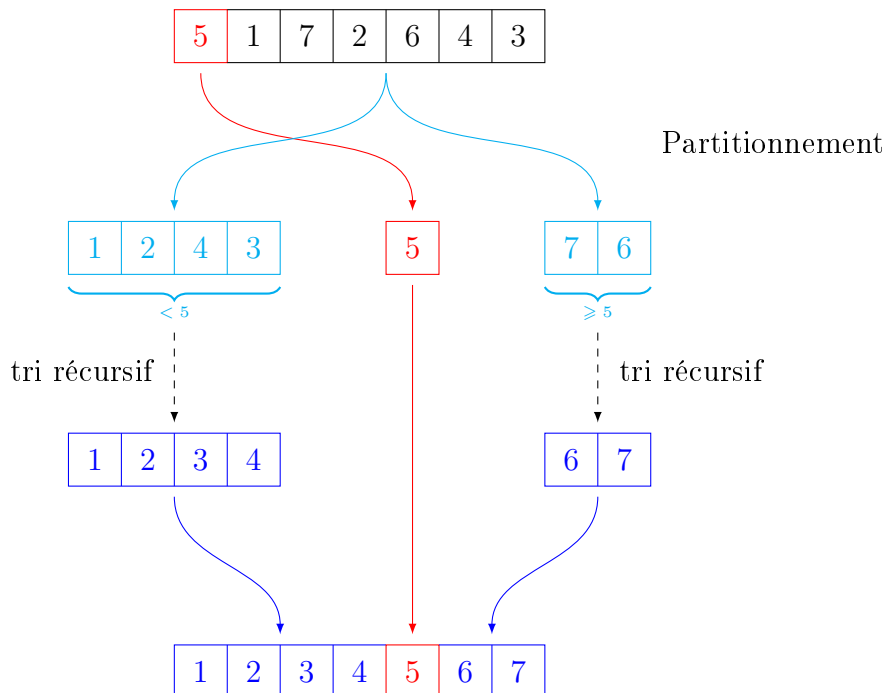 5 1 7 2 6 4 3
Partitionnement
1 2 4 3 5 7 6
< 5 ⩾ 5
tri récursif tri récursif
1 2 3 4 6 7
1 2 3 4 5 6 7